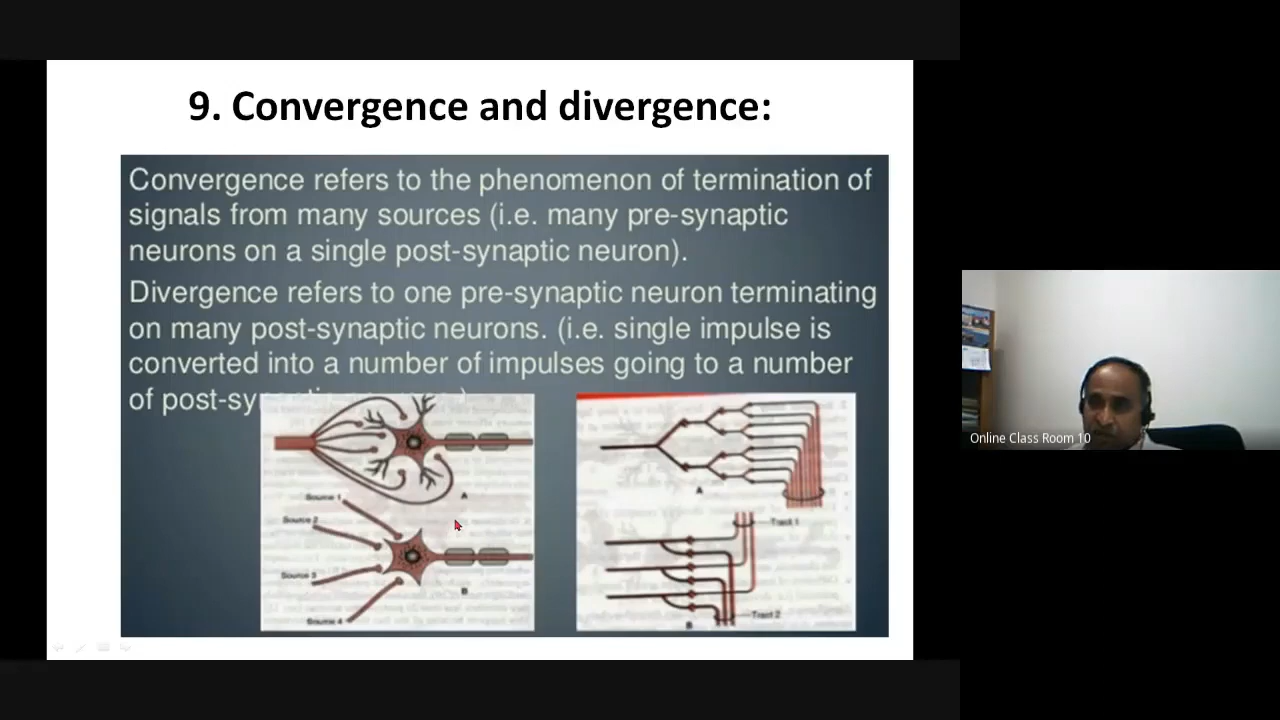 9. Convergence and divergence:
Convergence refers to the phenomenon of termination of
signals from many sources (i.e. many pre-synaptic
neurons on a single post-synaptic neuron).
Divergence refers to one pre-synaptic neuron terminating
on many post-synaptic neurons. (i.e. single impulse is
converted into a number of impulses going to a number
of
A
Source 1
Source 2
Source 3
Source 4
B
A
Tract 1
Tract 2
B
Online Class Room 10